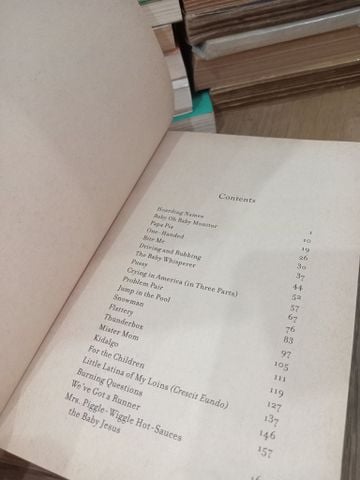 Contents
Hoarding Names 1
Baby Oh Baby Monitor 10
Papa Pia 19
One-Handed 26
Bite Me 30
Driving and Rubbing 37
The Baby Whisperer 44
Pussy 52
Crying in America (in Three Parts) 57
Problem Pair 67
Jump in the Pool 76
Snowman 83
Flattery 97
Thunderbox 105
Mister Mom 111
Kidalgo 119
For the Children 127
Little Latina of My Loins (Crescit Eundo) 137
Burning Questions 146
We've Got a Runner 157
Mrs. Piggle-Wiggle Hot-Sauces
the Baby Jesus